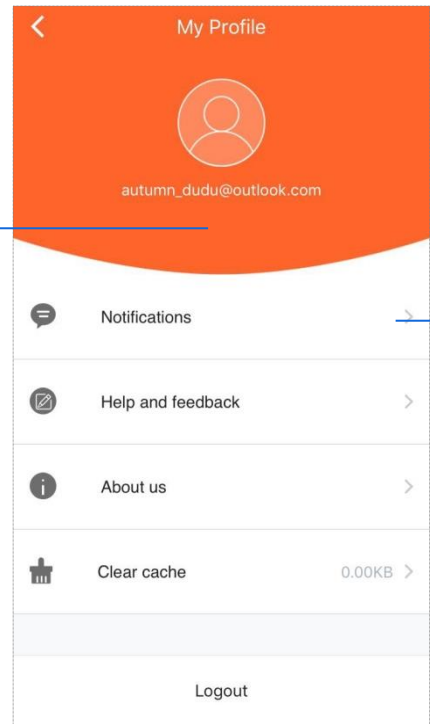 My Profile
autumn_dudu@outlook.com
Notifications
Help and feedback
About us
Clear cache 0.00KB
Logout